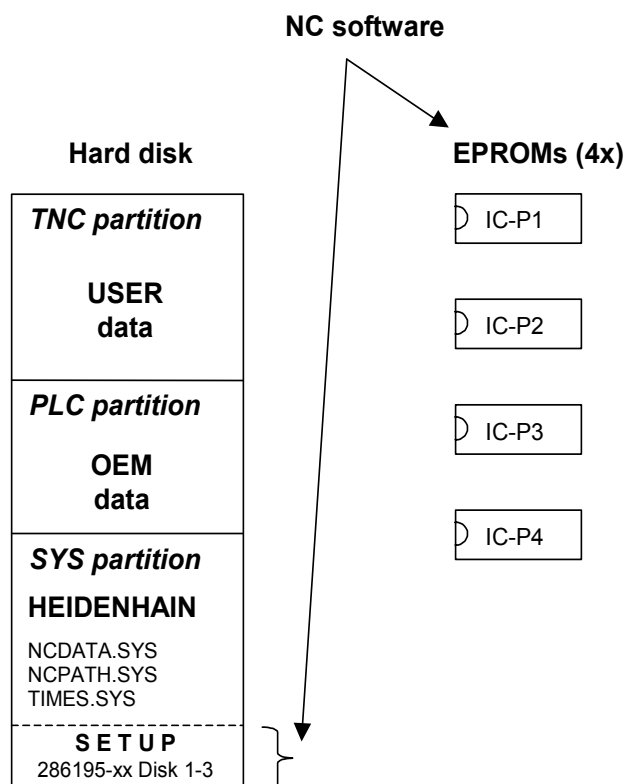 NC software
Hard disk
EPROMs (4x)
TNC partition
USER
data
PLC partition
OEM
data
SYS partition
HEIDENHAIN
NCDATA.SYS
NCPATH.SYS
TIMES.SYS
S E T U P
286195-xx Disk 1-3
IC-P1
IC-P2
IC-P3
IC-P4